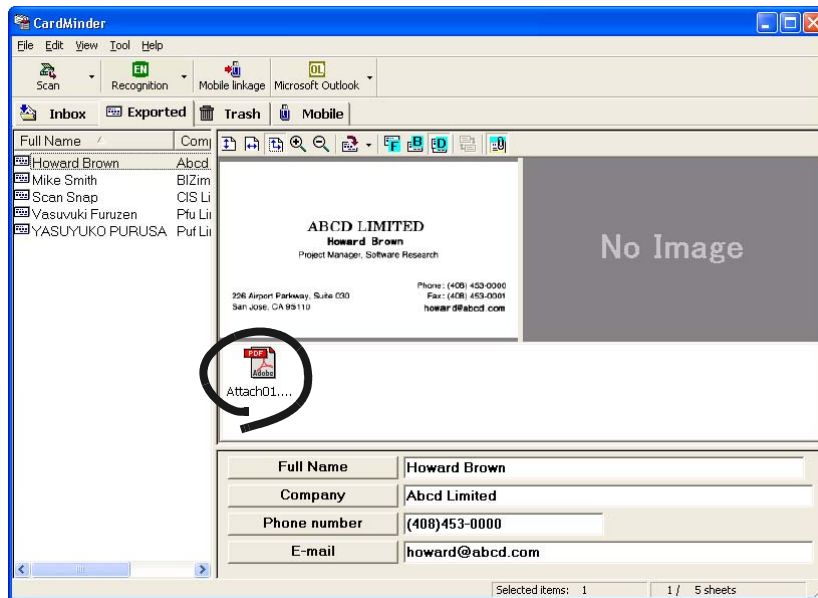 CardMinder
File Edit View Tool Help
Scan
EN
Recognition
Mobile linkage
OL
Microsoft Outlook
Inbox Exported Trash Mobile
Full Name Com
Howard Brown Abcd
Mike Smith BIZim
Scan Snap CIS Li
Vasuvuki Furuzen Pfu Lii
YASUYUKO PURUSA Puf Lii
F B D
ABCD LIMITED
Howard Brown
Project Manager, Software Research
226 Airport Parkway, Suite 030
San Jose, CA 95110
Phone: (408) 453-0000
Fax: (408) 453-0001
howard@abcd.com
No Image
PDF
Adobe
Attach01....
Full Name Howard Brown
Company Abcd Limited
Phone number (408)453-0000
E-mail howard@abcd.com
Selected items: 1 1 / 5 sheets